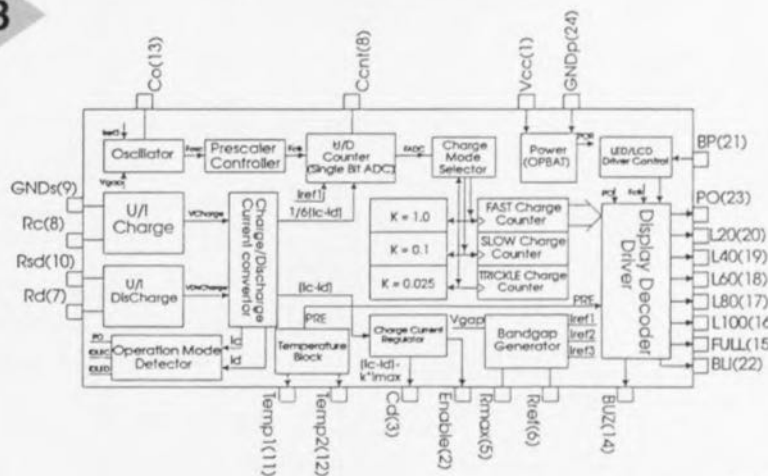 3
Co(13)
Ccnt(8)
Vcc(1)
GNDp(24)
BP(21)
PO(23)
L20(20)
L40(19)
L60(18)
L80(17)
L100(16
FULL(15
BLI(22)
GNDs(9)
Rc(8)
Rsd(10)
Rd(7)
Oscillator
Vgap
Prescaler
Controller
U/D
Counter
(Single Bit ADC)
FADC
Charge
Mode
Selector
Power
(OPBAT)
LED/LCD
Driver Control
U/I
Charge
VCharge
Charge/Discharge
Current convertor
Iref1
1/6(Ic-Id)
K = 1.0
K = 0.1
K = 0.025
FAST Charge
Counter
SLOW Charge
Counter
TRICKLE Charge
Counter
Display Decoder
Driver
U/I
DisCharge
(Ic-Id)
PRE
PRE
Operation Mode
Detector
Id
Temperature
Block
Charge Current
Regulator
(Ic-Id)-
k*Imax
Vgap
Bandgap
Generator
Iref1
Iref2
Iref3
Temp1(11)
Temp2(12)
Cd(3)
Enable(2)
Rmax(5)
Rref(6)
BUZ(14)